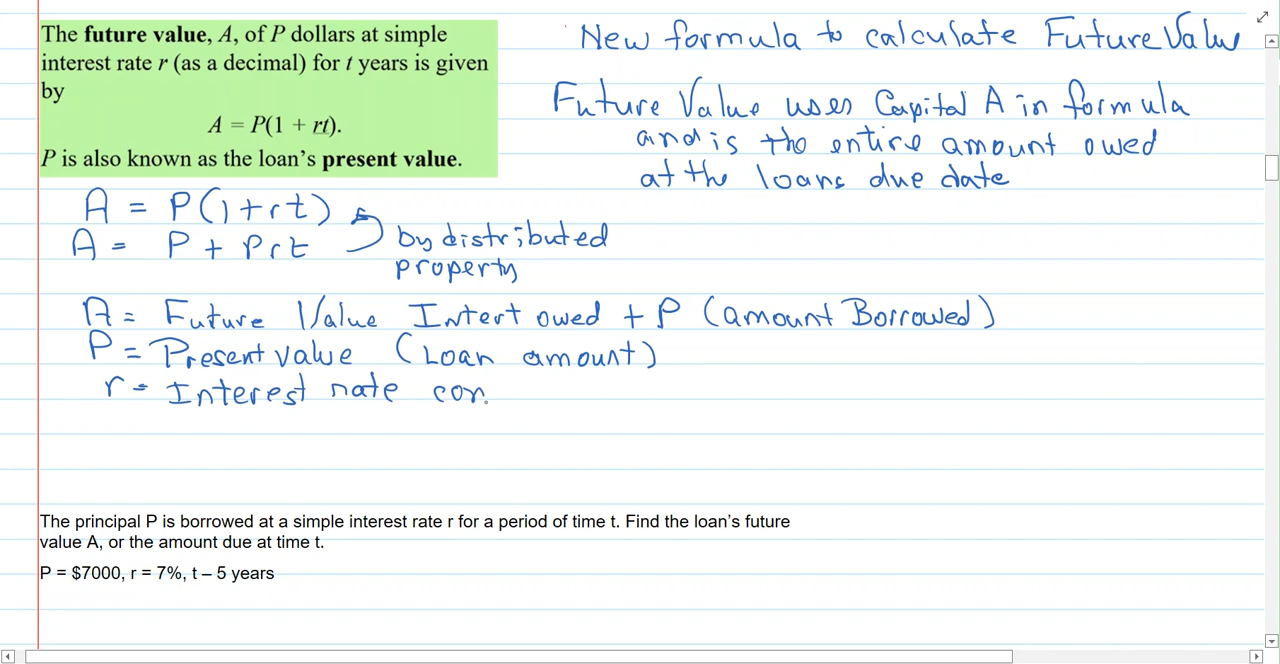 The future value, A, of P dollars at simple
interest rate r (as a decimal) for t years is given
by
A = P(1 + rt).
P is also known as the loan's present value.
New formula to calculate Future Value
Future Value uses Capital A in formula
and is the entire amount owed
at the loans due date
A = P(1+rt)
A = P + Prt
by distributed
property
A = Future Value Intert owed + P (amount Borrowed)
P = Present value (Loan amount)
r = Interest rate con
The principal P is borrowed at a simple interest rate r for a period of time t. Find the loan's future
value A, or the amount due at time t.
P = $7000, r = 7%, t – 5 years